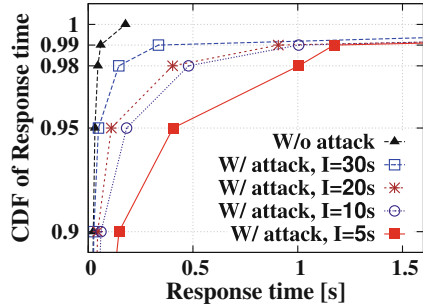 CDF of Response time
1
0.99
0.98
0.95
0.9
W/o attack
W/ attack, I=30s
W/ attack, I=20s
W/ attack, I=10s
W/ attack, I=5s
0 0.5 1 1.5
Response time [s]